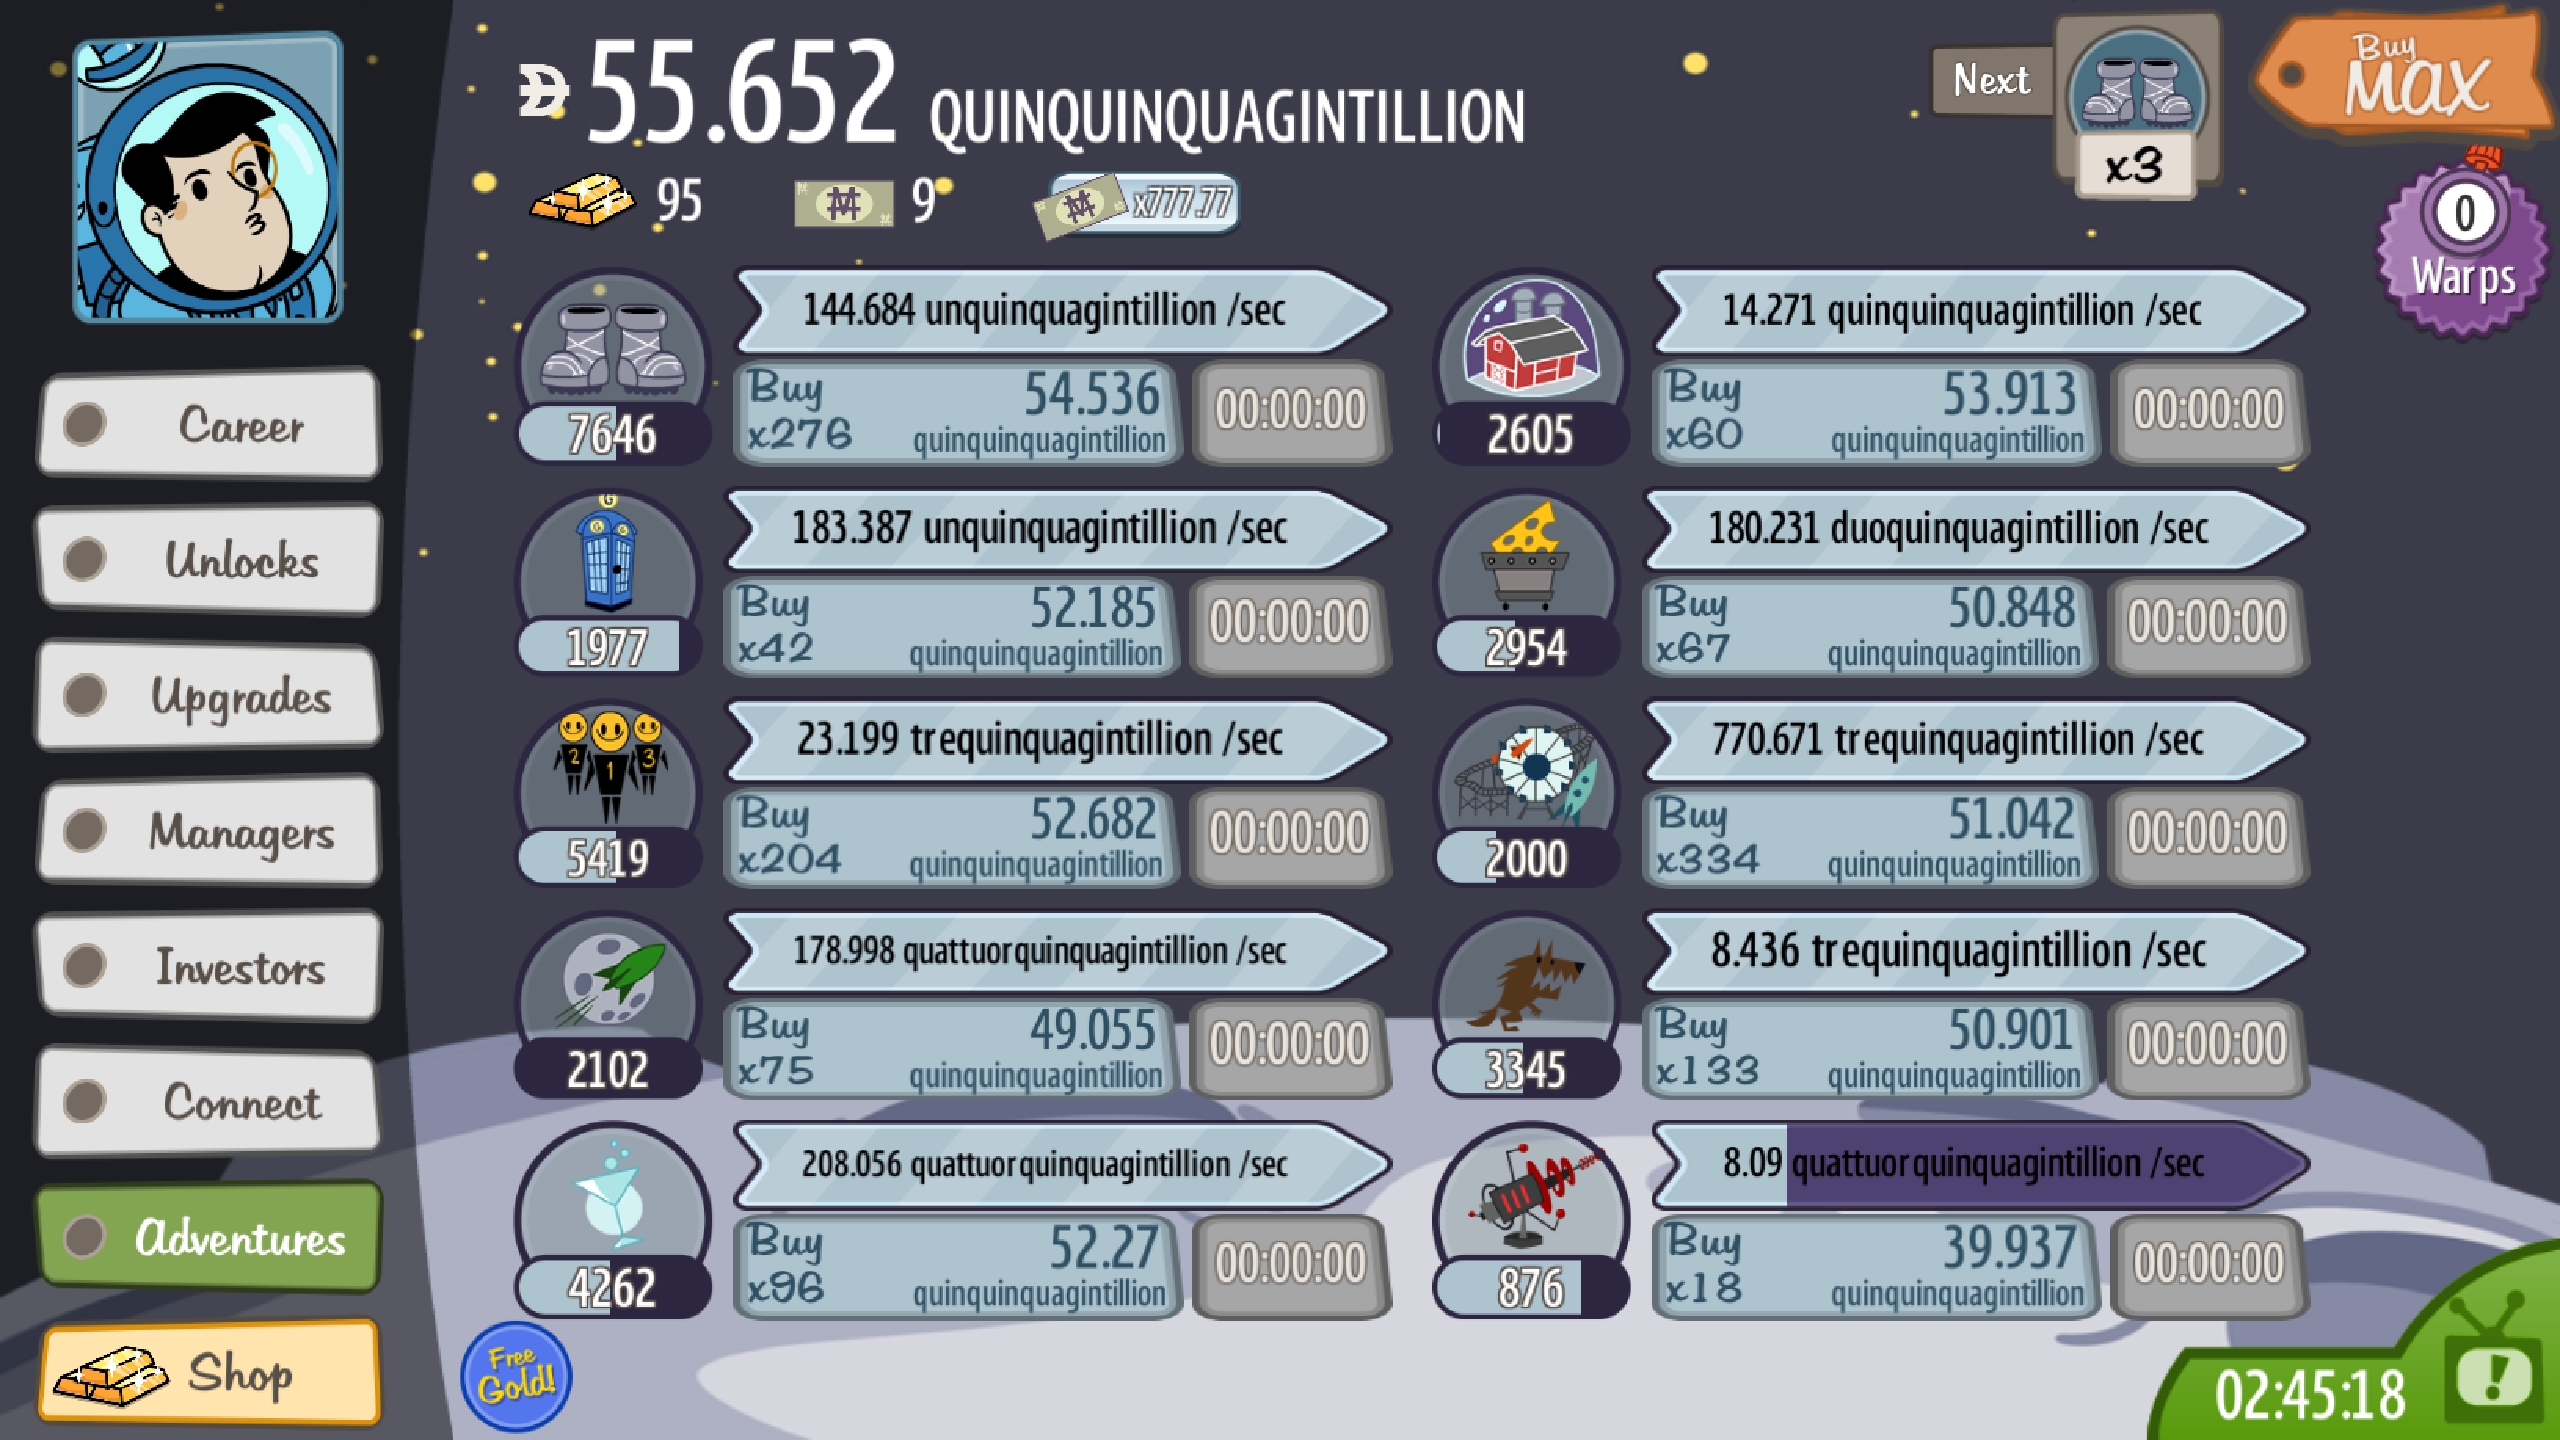 55.652 QUINQUINQUAGINTILLION
95
9
x777.77
Next
x3
Buy
MAX
0
Warps
Career
Unlocks
Upgrades
Managers
Investors
Connect
Adventures
Shop
144.684 unquinquagintillion /sec
7646
Buy
x276
54.536
quinquinquagintillion
00:00:00
14.271 quinquinquagintillion /sec
2605
Buy
x60
53.913
quinquinquagintillion
00:00:00
G
183.387 unquinquagintillion /sec
1977
Buy
x42
52.185
quinquinquagintillion
00:00:00
180.231 duoquinquagintillion /sec
2954
Buy
x67
50.848
quinquinquagintillion
00:00:00
2 1 3
23.199 trequinquagintillion /sec
5419
Buy
x204
52.682
quinquinquagintillion
00:00:00
770.671 trequinquagintillion /sec
2000
Buy
x334
51.042
quinquinquagintillion
00:00:00
178.998 quattuorquinquagintillion /sec
2102
Buy
x75
49.055
quinquinquagintillion
00:00:00
8.436 trequinquagintillion /sec
3345
Buy
x133
50.901
quinquinquagintillion
00:00:00
208.056 quattuorquinquagintillion /sec
4262
Buy
x96
52.27
quinquinquagintillion
00:00:00
8.09 quattuorquinquagintillion /sec
876
Buy
x18
39.937
quinquinquagintillion
00:00:00
Free
Gold!
02:45:18
!